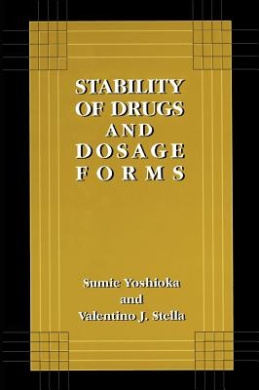 STABILITY
OF DRUGS
AND
DOSAGE
FORMS
Sumie Yoshioka
and
Valentino J. Stella